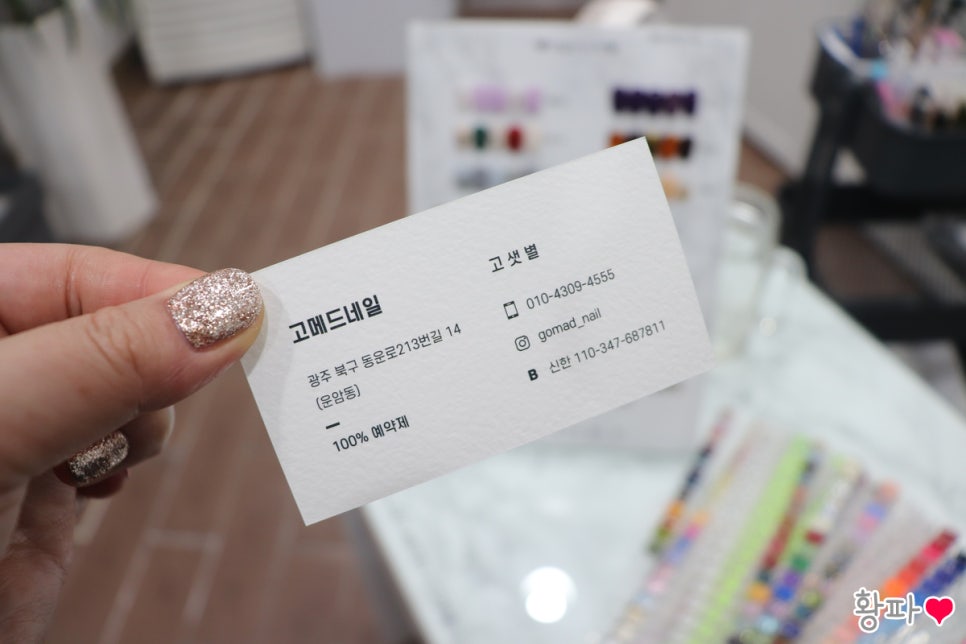 고메드네일
광주 북구 동운로213번길 14
(운암동)
100% 예약제
고샛별
010-4309-4555
gomad_nail
B 신한 110-347-687811
황파